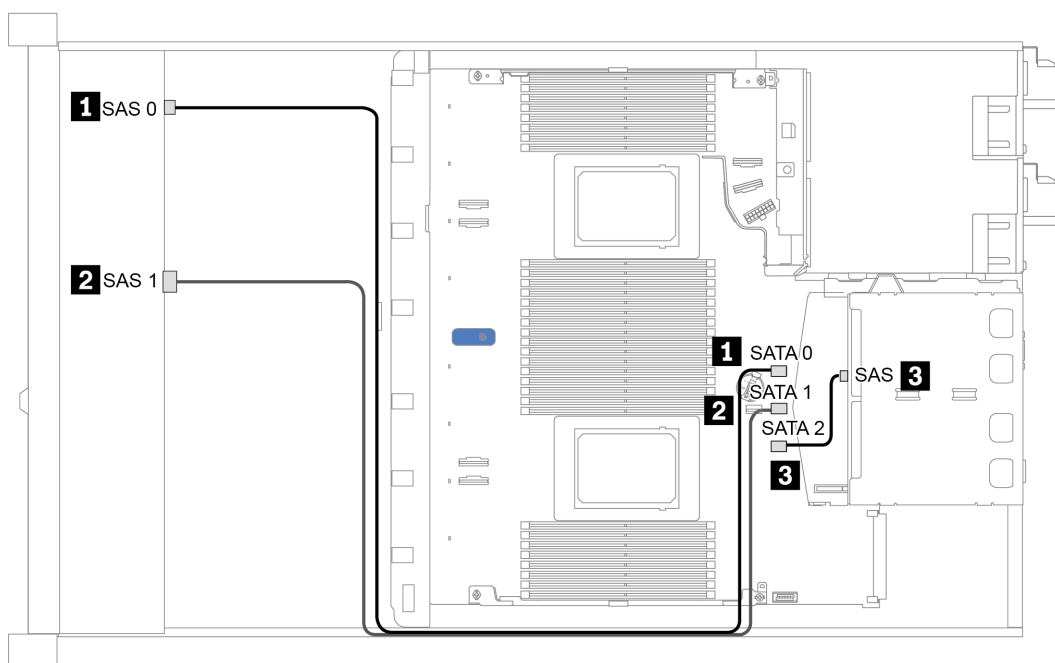 1 SAS 0
2 SAS 1
1 SATA 0
2 SATA 1
SATA 2
3
SAS 3